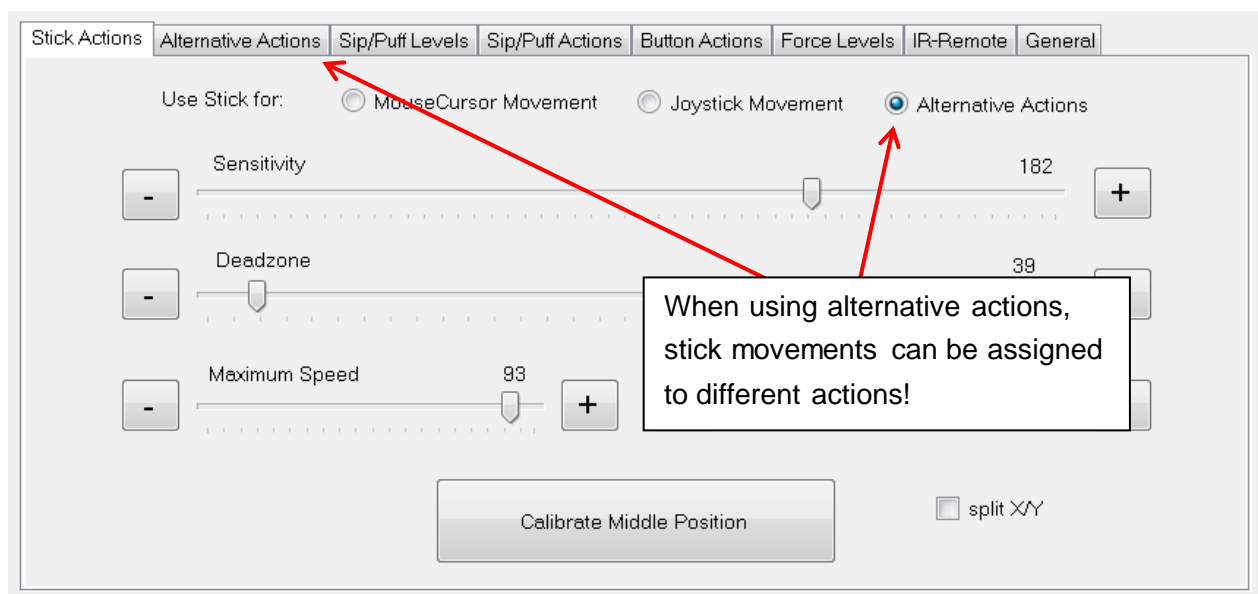 Stick Actions Alternative Actions Sip/Puff Levels Sip/Puff Actions Button Actions Force Levels IR-Remote General
Use Stick for: MouseCursor Movement Joystick Movement Alternative Actions
Sensitivity 182
- +
Deadzone 39
-
When using alternative actions,
stick movements can be assigned
to different actions!
Maximum Speed 93
- +
Calibrate Middle Position
split X/Y